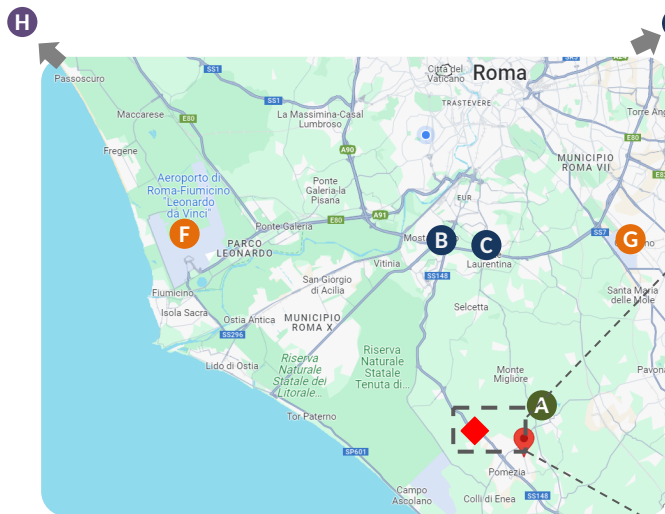 H
Passoscuro
SS1
Città del
Vaticano
Roma
TRASTEVERE
Maccarese
SS1
La Massimina-Casal
Lumbroso
E80
E80
Fregene
A90
MUNICIPIO
ROMA VII
Aeroporto di
Roma-Fiumicino
"Leonardo
da Vinci"
Ponte
Galeria-la
Pisana
EUR
F
Ponte Galeria
E80
A91
PARCO
LEONARDO
B
C
SS7
G
Vitinia
Laurentina
SS148
San Giorgio
di Acilia
Fiumicino
Isola Sacra
Santa Maria
delle Mole
Selcetta
Ostia Antica
MUNICIPIO
ROMA X
SS296
Lido di Ostia
Riserva
Naturale
Statale del
Litorale...
Riserva
Naturale
Statale
Tenuta di...
Monte
Migliore
A
Tor Paterno
SP601
Pomezia
Campo
Ascolano
Colli di Enea
SS148